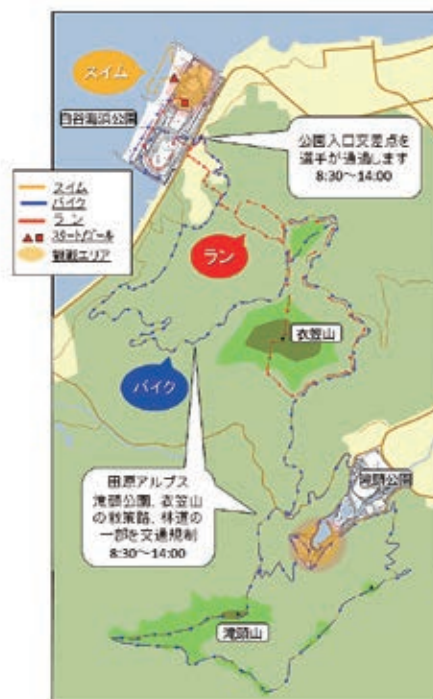 スイム
白谷海浜公園
公園入口交差点を
選手が通過します
8:30～14:00
スイム
バイク
ラン
スタート/ゴール
観戦エリア
ラン
衣笠山
バイク
滝頭公園
田原アルプス
滝頭公園、衣笠山
の散策路、林道の
一部を交通規制
8:30～14:00
滝頭山